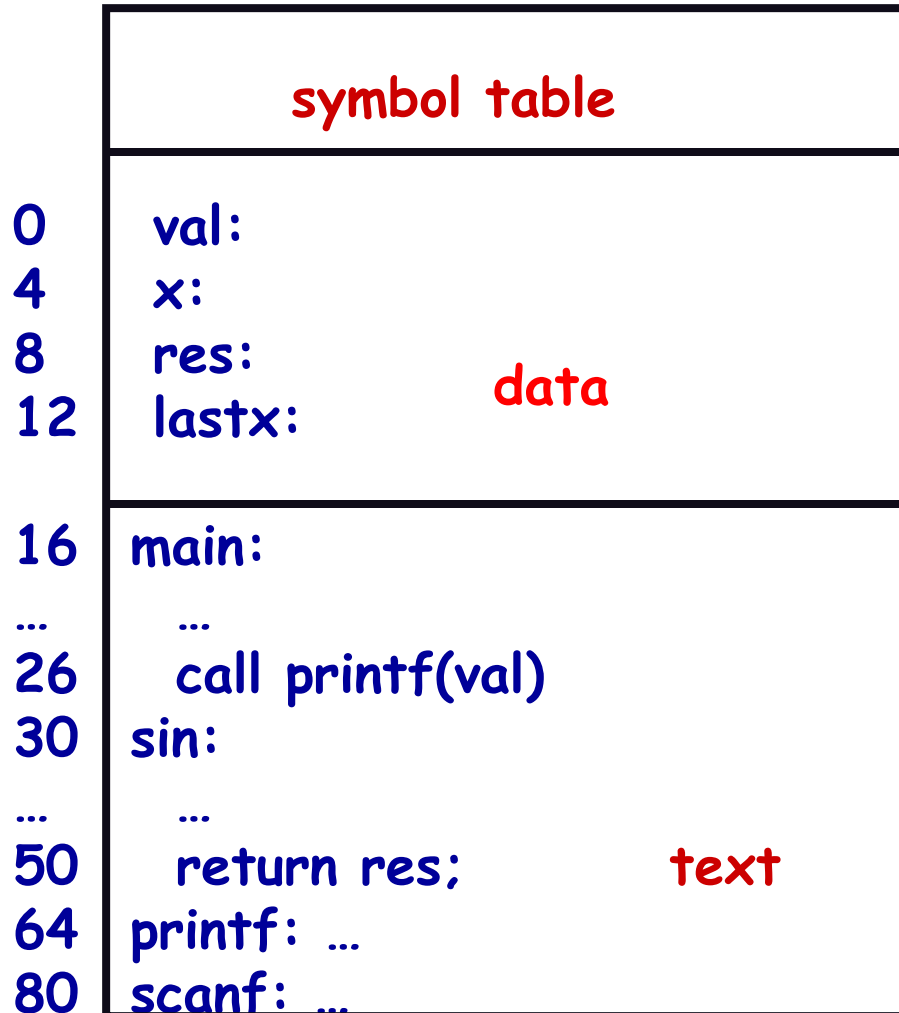 symbol table
0 val:
4 x:
8 res:
data
12 lastx:
16 main:
… …
26 call printf(val)
30 sin:
… …
50 return res; text
64 printf: …
80 scanf: …